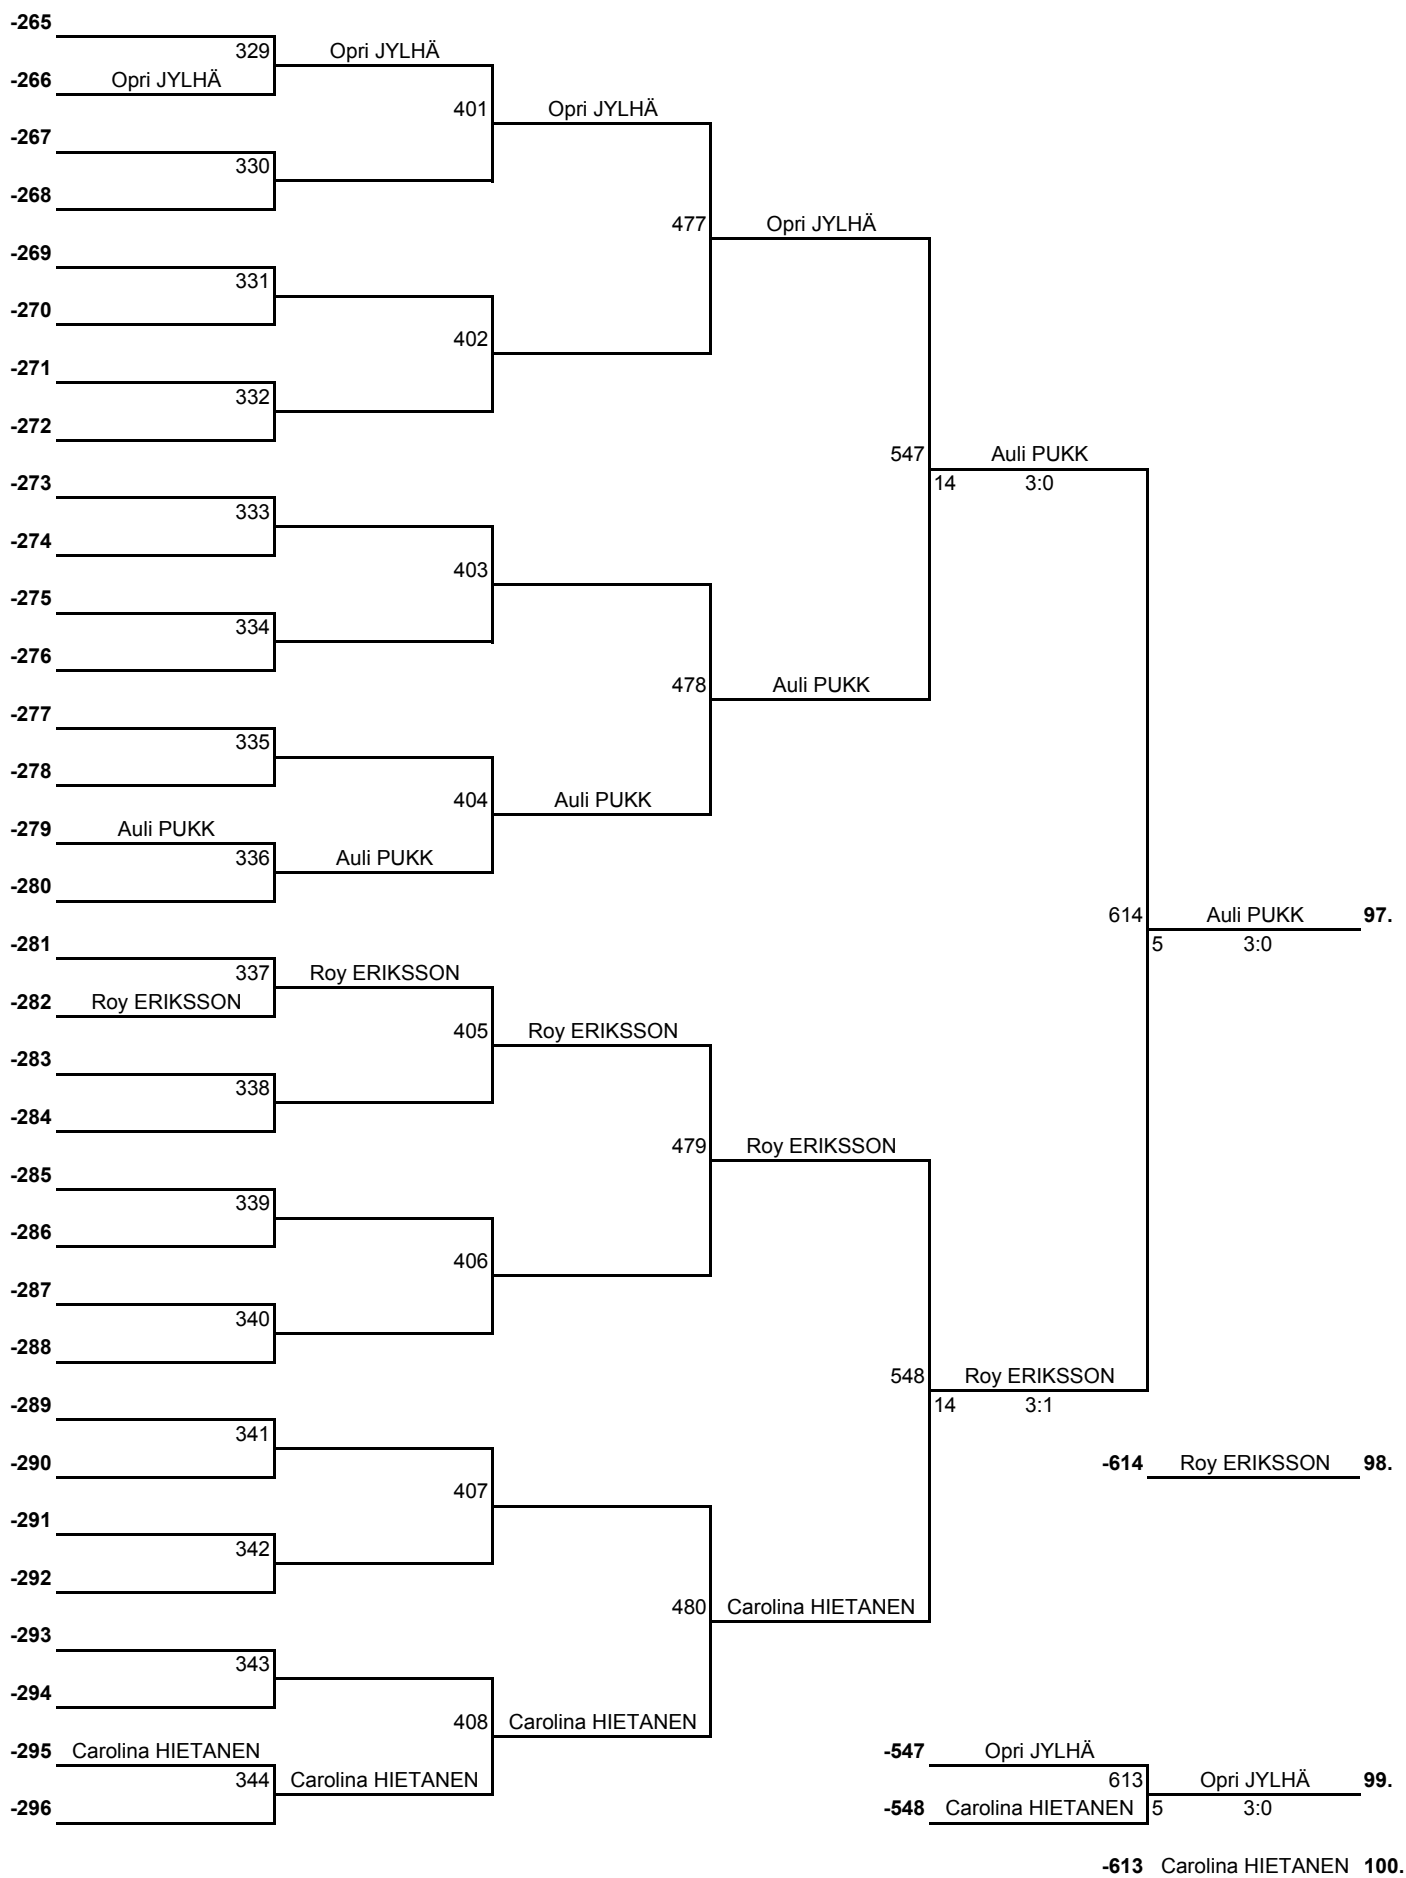 -265
329 Opri JYLHÄ
-266 Opri JYLHÄ
401 Opri JYLHÄ
-267
330
-268
477 Opri JYLHÄ
-269
331
-270
402
-271
332
-272
547 Auli PUKK
-273 14 3:0
333
-274
403
-275
334
-276
478 Auli PUKK
-277
335
-278
404 Auli PUKK
-279 Auli PUKK
336 Auli PUKK
-280
614 Auli PUKK 97.
-281 5 3:0
337 Roy ERIKSSON
-282 Roy ERIKSSON
405 Roy ERIKSSON
-283
338
-284
479 Roy ERIKSSON
-285
339
-286
406
-287
340
-288
548 Roy ERIKSSON
-289 14 3:1
341
-290 -614 Roy ERIKSSON 98.
407
-291
342
-292
480 Carolina HIETANEN
-293
343
-294
408 Carolina HIETANEN
-295 Carolina HIETANEN -547 Opri JYLHÄ
344 Carolina HIETANEN 613 Opri JYLHÄ 99.
-296 -548 Carolina HIETANEN 5 3:0
-613 Carolina HIETANEN 100.